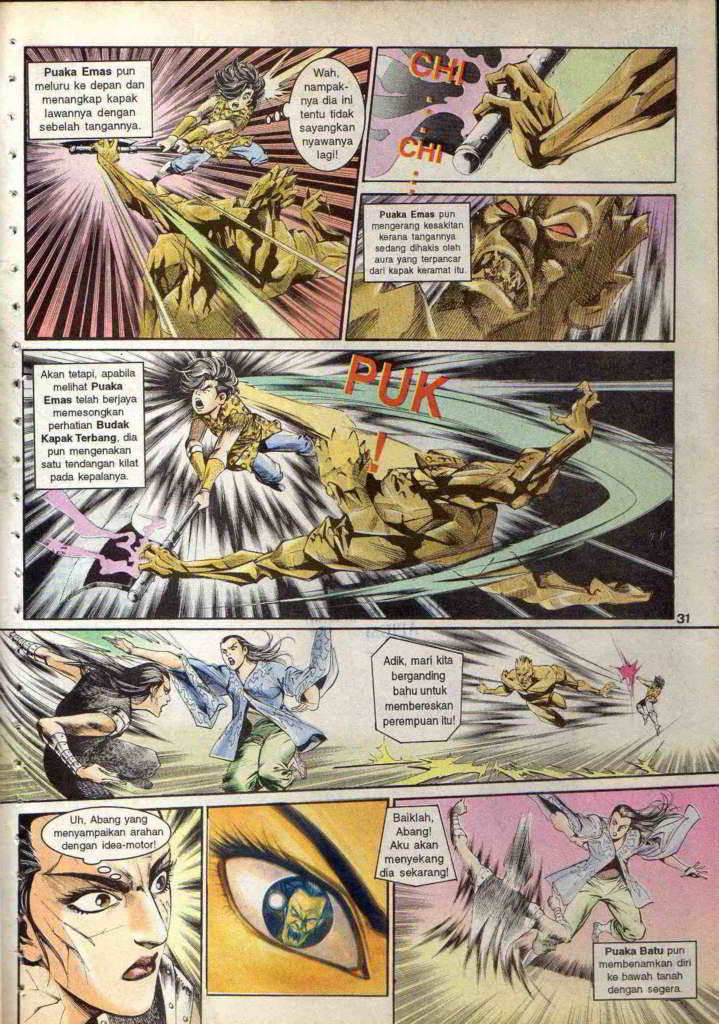 Puaka Emas pun
meluru ke depan dan
menangkap kapak
lawannya dengan
sebelah tangannya.
Wah,
nampak-
nya dia ini
tentu tidak
sayangkan
nyawanya
lagi!
CHI
...
CHI
...
Puaka Emas pun
mengerang kesakitan
kerana tangannya
sedang dihakis oleh
aura yang terpancar
dari kapak keramat itu.
Akan tetapi, apabila
melihat Puaka
Emas telah berjaya
memesongkan
perhatian Budak
Kapak Terbang, dia
pun mengenakan
satu tendangan kilat
pada kepalanya.
PUK
!
31
Adik, mari kita
berganding
bahu untuk
membereskan
perempuan itu!
Uh, Abang yang
menyampaikan arahan
dengan idea-motor!
Baiklah,
Abang!
Aku akan
menyekang
dia sekarang!
Puaka Batu pun
membenamkan diri
ke bawah tanah
dengan segera.